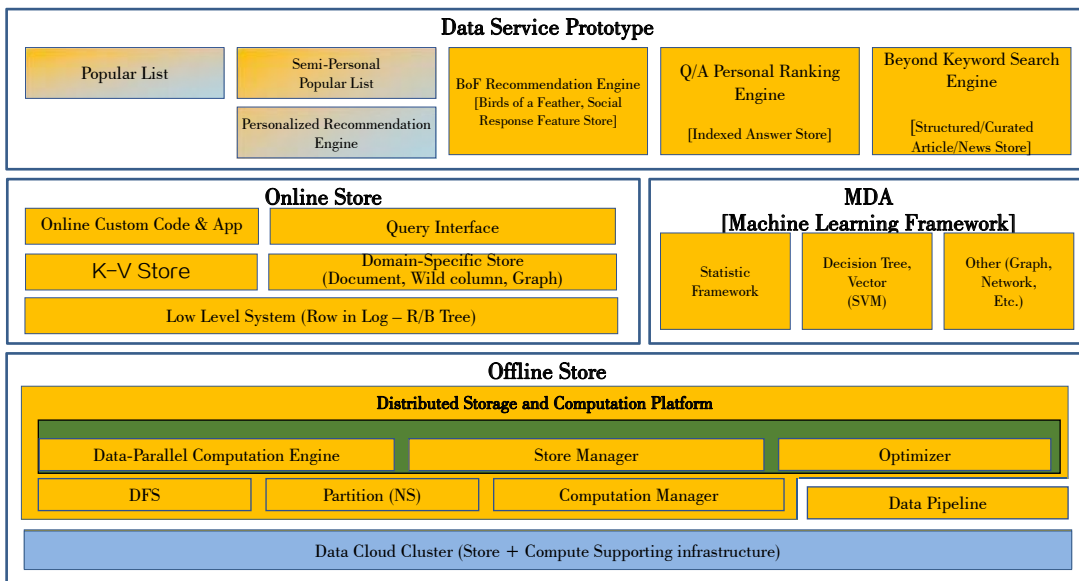 Data Service Prototype
Popular List
Semi-Personal
Popular List
Personalized Recommendation
Engine
BoF Recommendation Engine
[Birds of a Feather, Social
Response Feature Store]
Q/A Personal Ranking
Engine
[Indexed Answer Store]
Beyond Keyword Search
Engine
[Structured/Curated
Article/News Store]
Online Store
Online Custom Code & App
Query Interface
K-V Store
Domain-Specific Store
(Document, Wild column, Graph)
Low Level System (Row in Log – R/B Tree)
MDA
[Machine Learning Framework]
Statistic
Framework
Decision Tree,
Vector
(SVM)
Other (Graph,
Network,
Etc.)
Offline Store
Distributed Storage and Computation Platform
Data-Parallel Computation Engine
Store Manager
Optimizer
DFS
Partition (NS)
Computation Manager
Data Pipeline
Data Cloud Cluster (Store + Compute Supporting infrastructure)